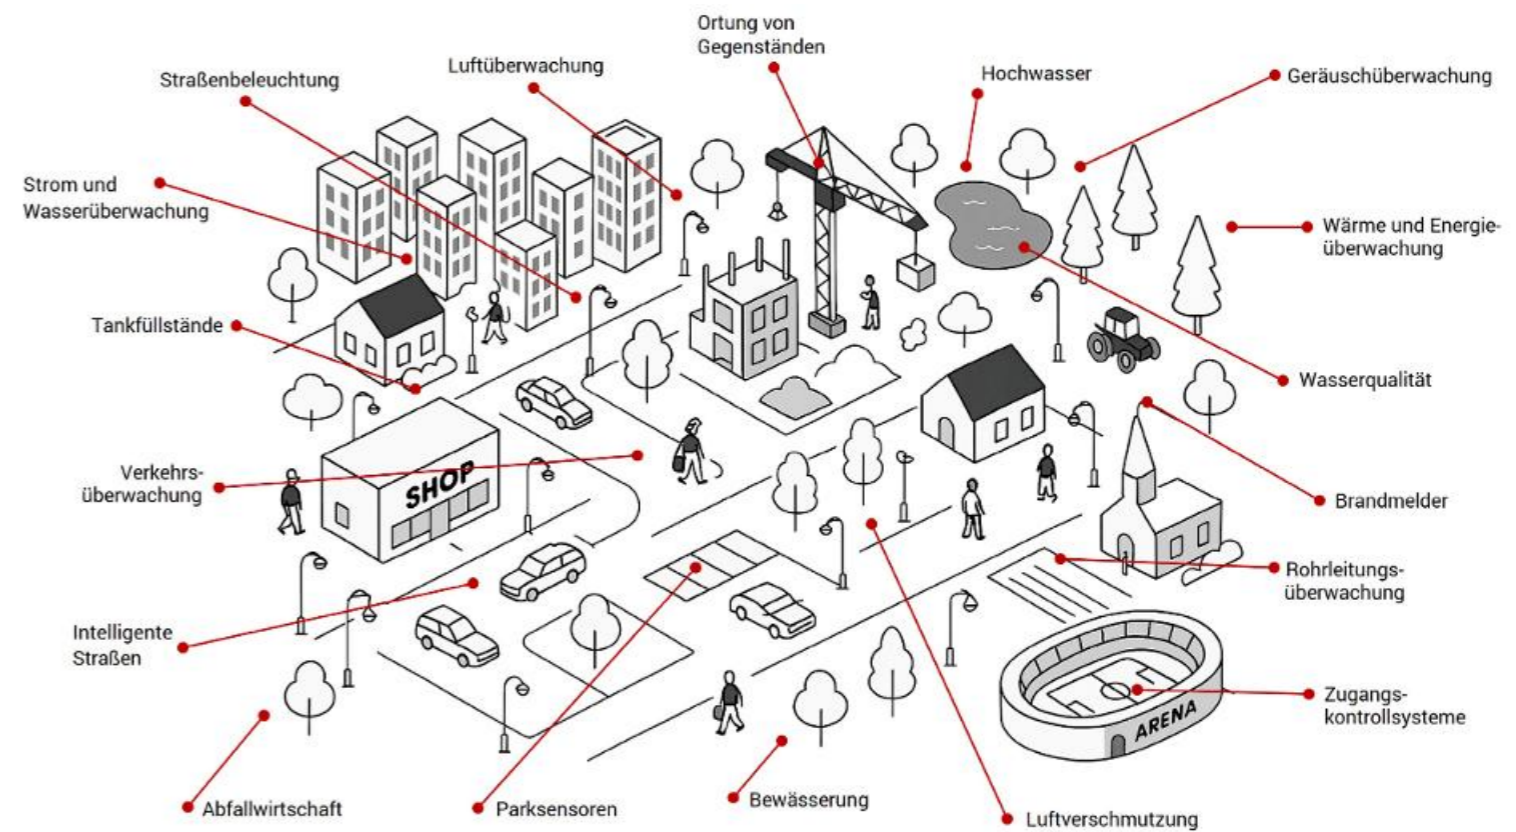 Ortung von
Gegenständen
Luftüberwachung
Straßenbeleuchtung
Hochwasser
Geräuschüberwachung
Strom und
Wasserüberwachung
Wärme und Energie-
überwachung
Tankfüllstände
Wasserqualität
Verkehrs-
überwachung
SHOP
Brandmelder
Rohrleitungs-
überwachung
Intelligente
Straßen
Zugangs-
kontrollsysteme
ARENA
Abfallwirtschaft
Parksensoren
Bewässerung
Luftverschmutzung